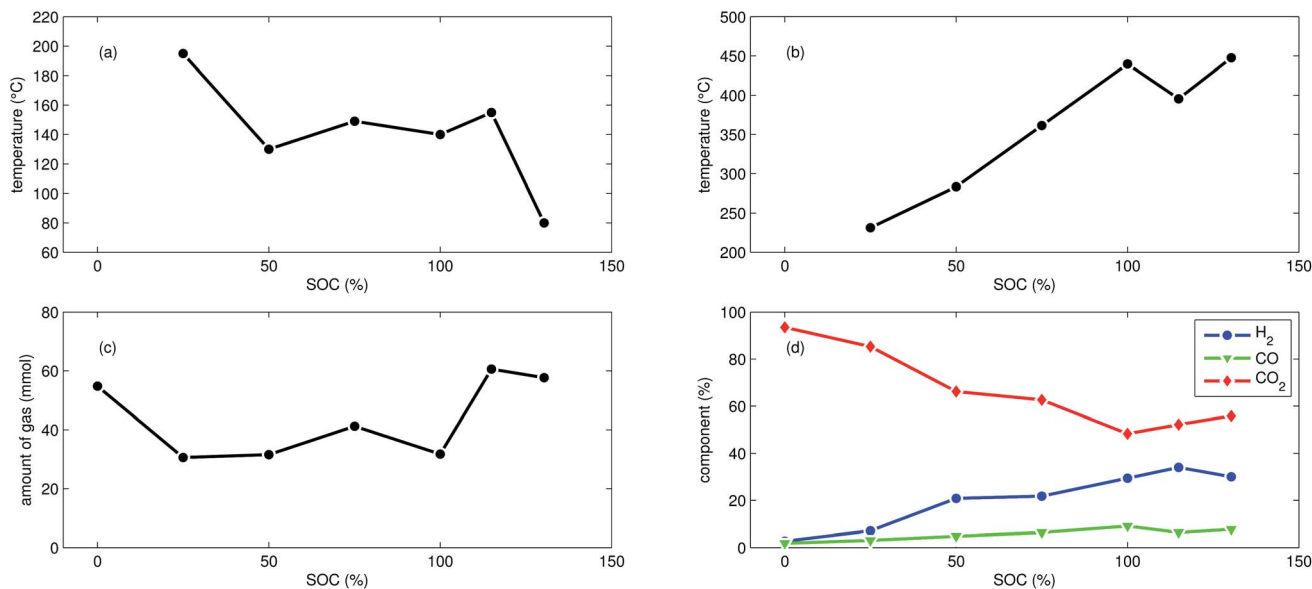 220
200
180
160
140
120
100
80
60
temperature (°C)
(a)
0
50
100
150
SOC (%)
500
450
400
350
300
250
200
temperature (°C)
(b)
0
50
100
150
SOC (%)
80
60
40
20
0
amount of gas (mmol)
(c)
0
50
100
150
SOC (%)
100
80
60
40
20
0
component (%)
(d)
H₂
CO
CO₂
0
50
100
150
SOC (%)